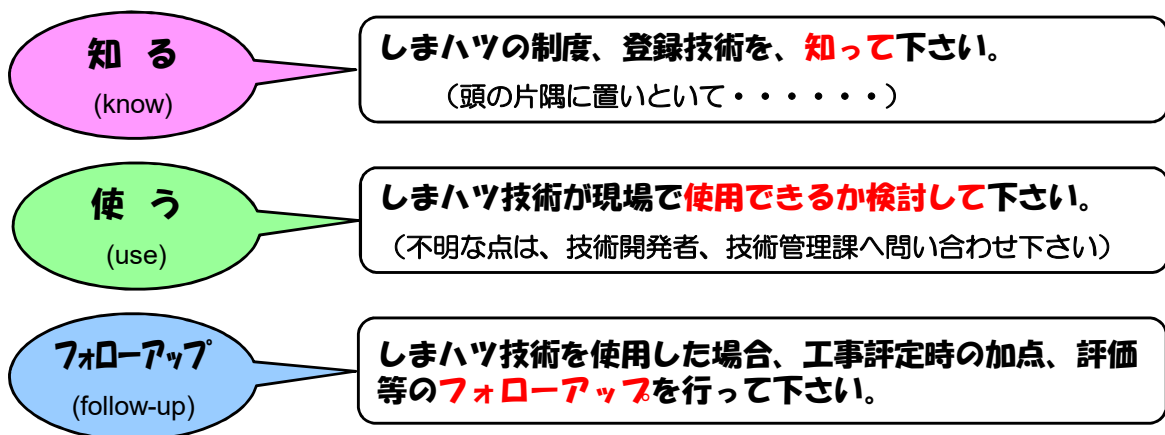 知 る
(know)
しまハツの制度、登録技術を、知って下さい。
（頭の片隅に置いといて・・・・・・）
使 う
(use)
しまハツ技術が現場で使用できるか検討して下さい。
（不明な点は、技術開発者、技術管理課へ問い合わせ下さい）
フォローアップ
(follow-up)
しまハツ技術を使用した場合、工事評定時の加点、評価
等のフォローアップを行って下さい。